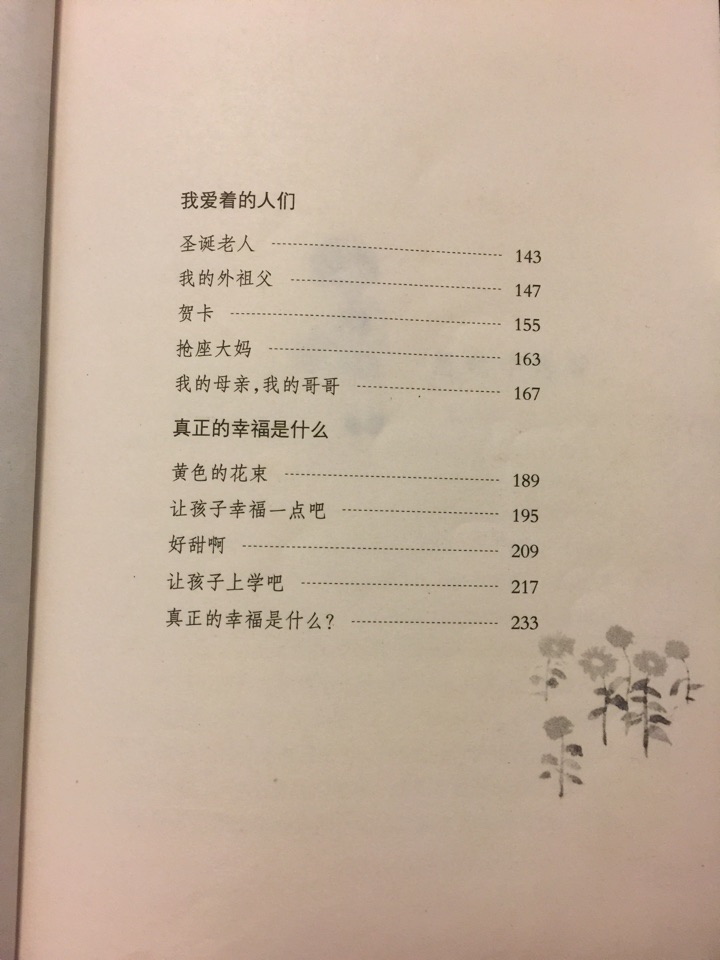 我爱着的人们
圣诞老人 143
我的外祖父 147
贺卡 155
抢座大妈 163
我的母亲,我的哥哥 167
真正的幸福是什么
黄色的花束 189
让孩子幸福一点吧 195
好甜啊 209
让孩子上学吧 217
真正的幸福是什么? 233